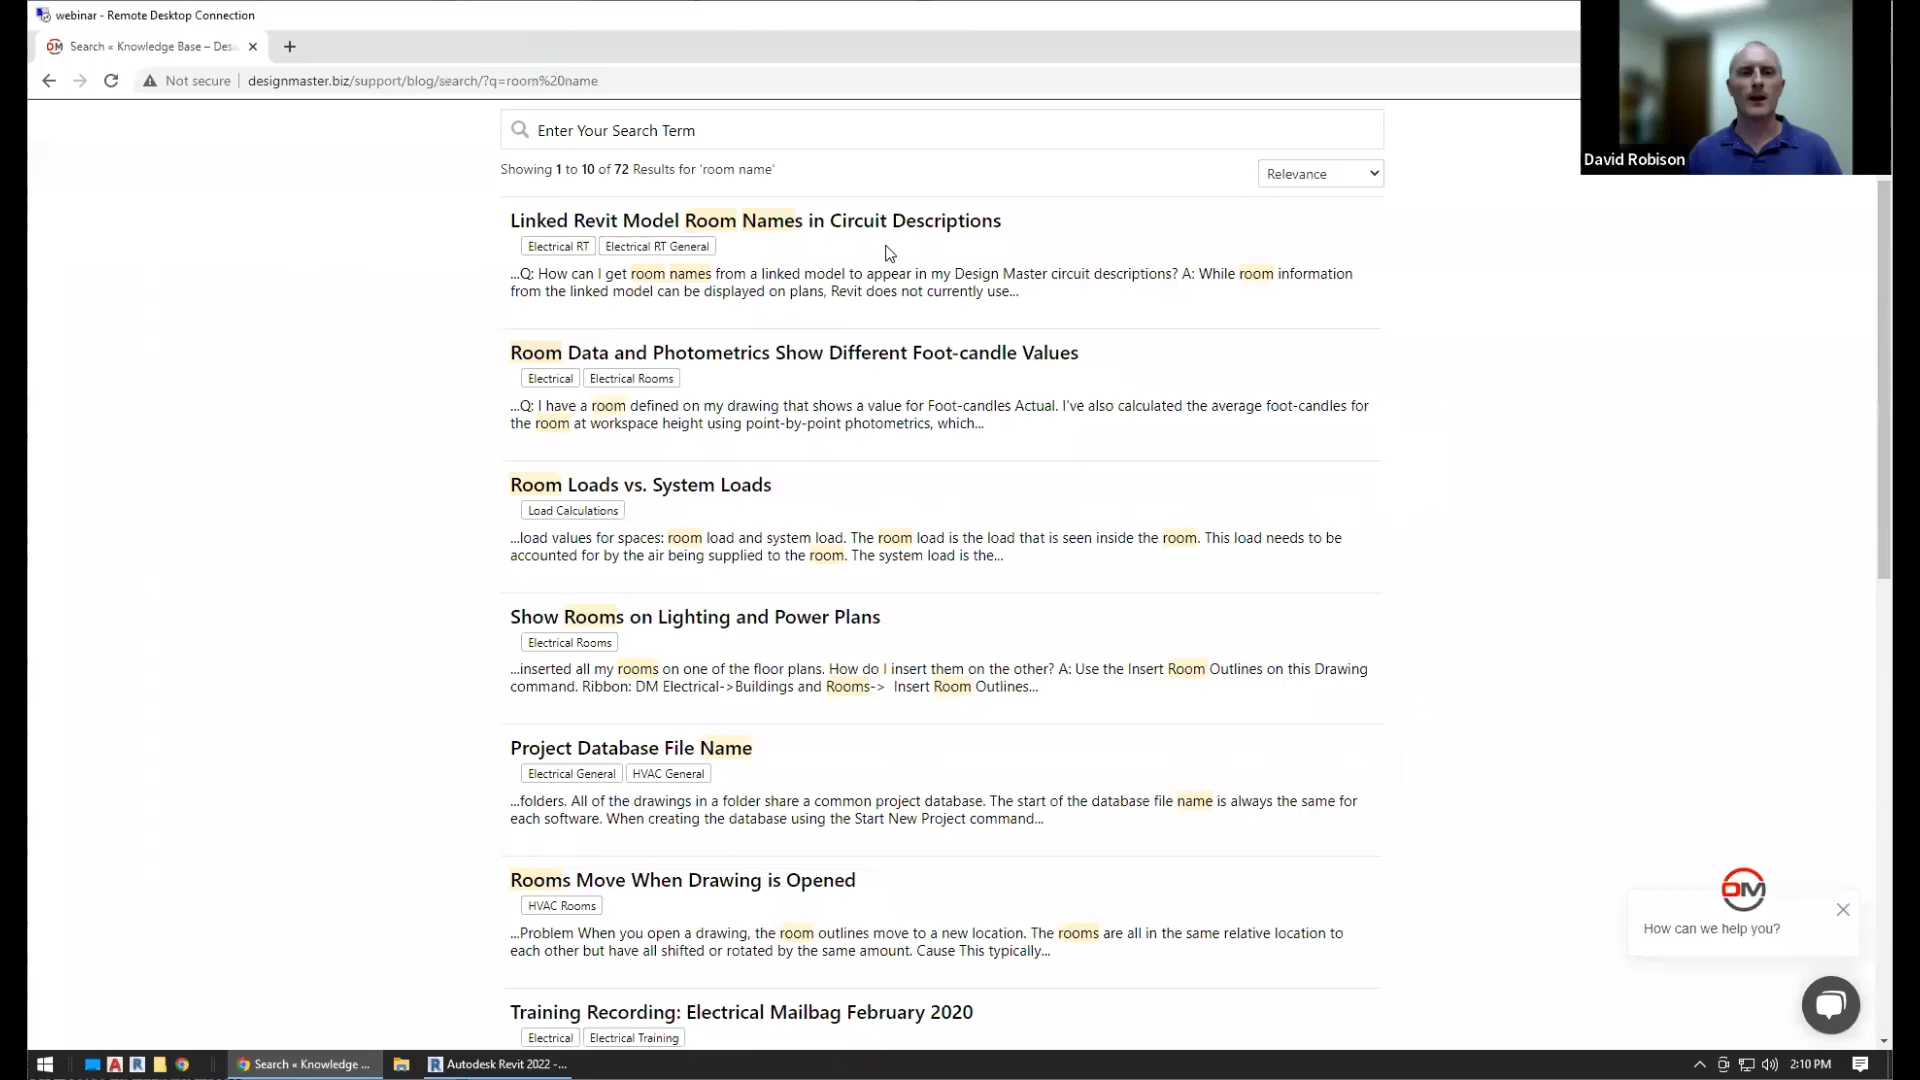 webinar - Remote Desktop Connection
DM Search « Knowledge Base – Des
Not secure designmaster.biz/support/blog/search/?q=room%20name
David Robison
Enter Your Search Term
Showing 1 to 10 of 72 Results for 'room name'
Relevance
Linked Revit Model Room Names in Circuit Descriptions
Electrical RT Electrical RT General
...Q: How can I get room names from a linked model to appear in my Design Master circuit descriptions? A: While room information
from the linked model can be displayed on plans, Revit does not currently use...
Room Data and Photometrics Show Different Foot-candle Values
Electrical Electrical Rooms
...Q: I have a room defined on my drawing that shows a value for Foot-candles Actual. I've also calculated the average foot-candles for
the room at workspace height using point-by-point photometrics, which...
Room Loads vs. System Loads
Load Calculations
...load values for spaces: room load and system load. The room load is the load that is seen inside the room. This load needs to be
accounted for by the air being supplied to the room. The system load is the...
Show Rooms on Lighting and Power Plans
Electrical Rooms
...inserted all my rooms on one of the floor plans. How do I insert them on the other? A: Use the Insert Room Outlines on this Drawing
command. Ribbon: DM Electrical->Buildings and Rooms-> Insert Room Outlines...
Project Database File Name
Electrical General HVAC General
...folders. All of the drawings in a folder share a common project database. The start of the database file name is always the same for
each software. When creating the database using the Start New Project command...
Rooms Move When Drawing is Opened
HVAC Rooms
...Problem When you open a drawing, the room outlines move to a new location. The rooms are all in the same relative location to
each other but have all shifted or rotated by the same amount. Cause This typically...
DM
How can we help you?
Training Recording: Electrical Mailbag February 2020
Electrical Electrical Training
Search « Knowledge ... Autodesk Revit 2022 -... 2:10 PM